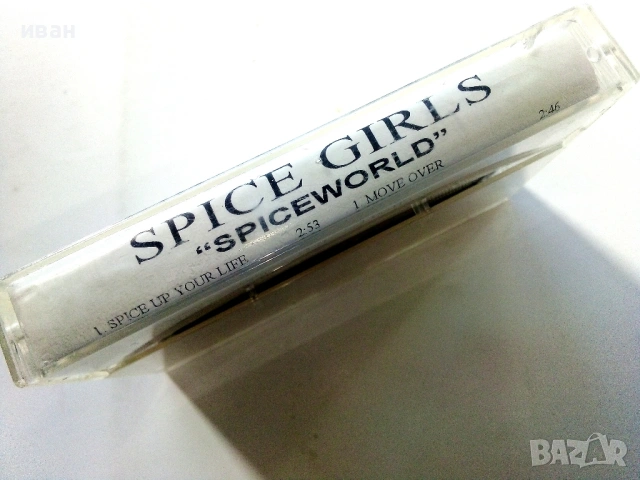 иван
SPICE GIRLS
"SPICEWORLD"
1. SPICE UP YOUR LIFE 2:53 1. MOVE OVER 2:46
BAZAR